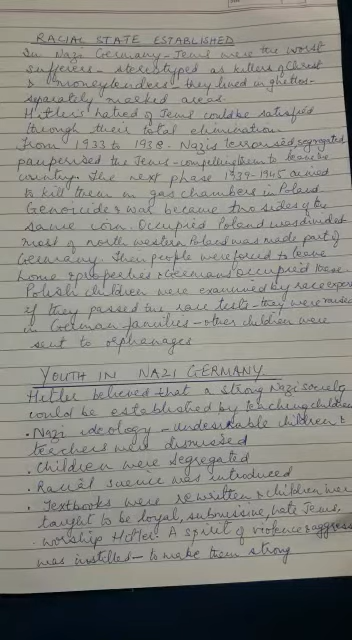 RACIAL STATE ESTABLISHED
In Nazi Germany - Jews were the worst
sufferers - stereotyped as killers of Christ
& moneylenders - they lived in ghettos -
separately marked areas.
Hitler's hatred of Jews could be satisfied
through their total elimination.
From 1933 to 1938 - Nazis terrorised, segregated
pauperised the Jews - compelling them to leave the
country. The next phase 1939-1945 aimed
to kill them in gas chambers in Poland
Genocide & war became two sides of the
same coin. Occupied Poland was divided
most of north western Poland was made part of
Germany. Then people were forced to leave
home & properties & Germans occupied these.
Polish children were examined by race
if they passed the race tests - they were
in German families - other children were
sent to orphanages
YOUTH IN NAZI GERMANY
Hitler believed that a strong Nazi society
could be established by teaching children
. Nazi ideology - undesirable children &
teachers were dismissed
. Children were segregated
. Racial science was introduced
. Textbooks were rewritten & children were
taught to be loyal, submissive, hate Jews,
. worship Hitler. A spirit of violence &
was instilled - to make them strong